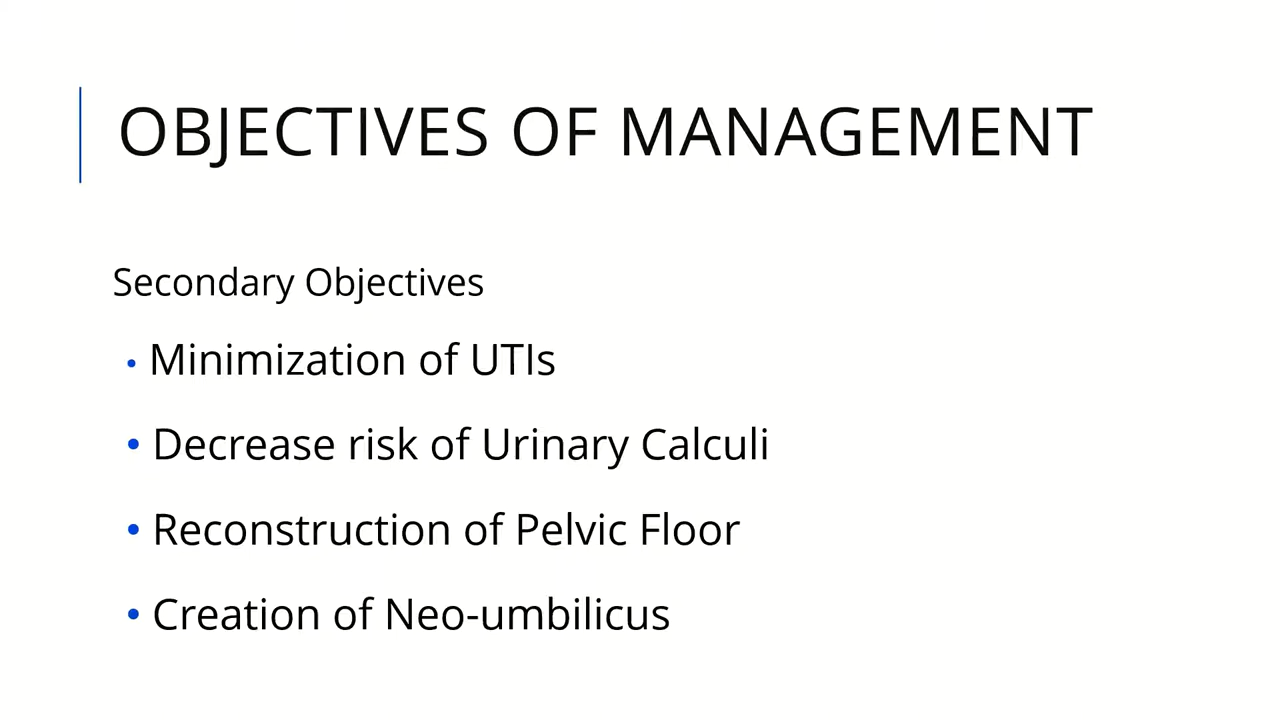 OBJECTIVES OF MANAGEMENT
Secondary Objectives
• Minimization of UTIs
• Decrease risk of Urinary Calculi
• Reconstruction of Pelvic Floor
• Creation of Neo-umbilicus